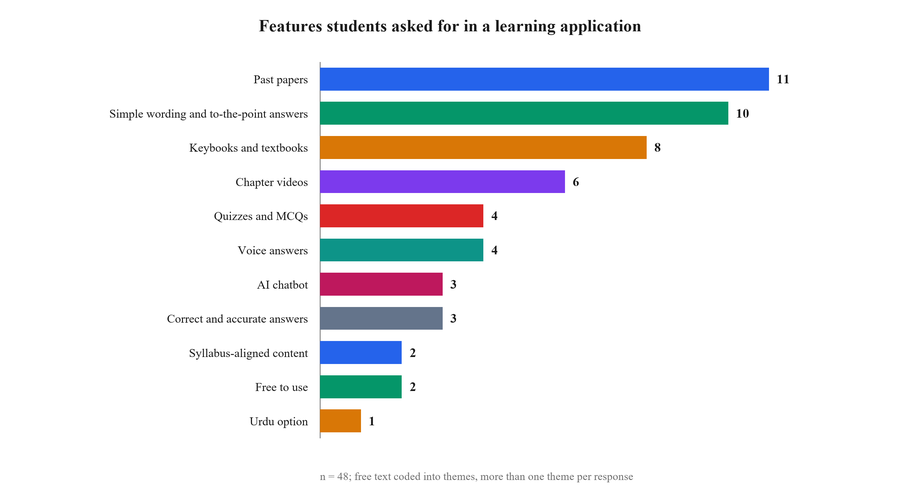 Features students asked for in a learning application
Past papers 11
Simple wording and to-the-point answers 10
Keybooks and textbooks 8
Chapter videos 6
Quizzes and MCQs 4
Voice answers 4
AI chatbot 3
Correct and accurate answers 3
Syllabus-aligned content 2
Free to use 2
Urdu option 1
n = 48; free text coded into themes, more than one theme per response